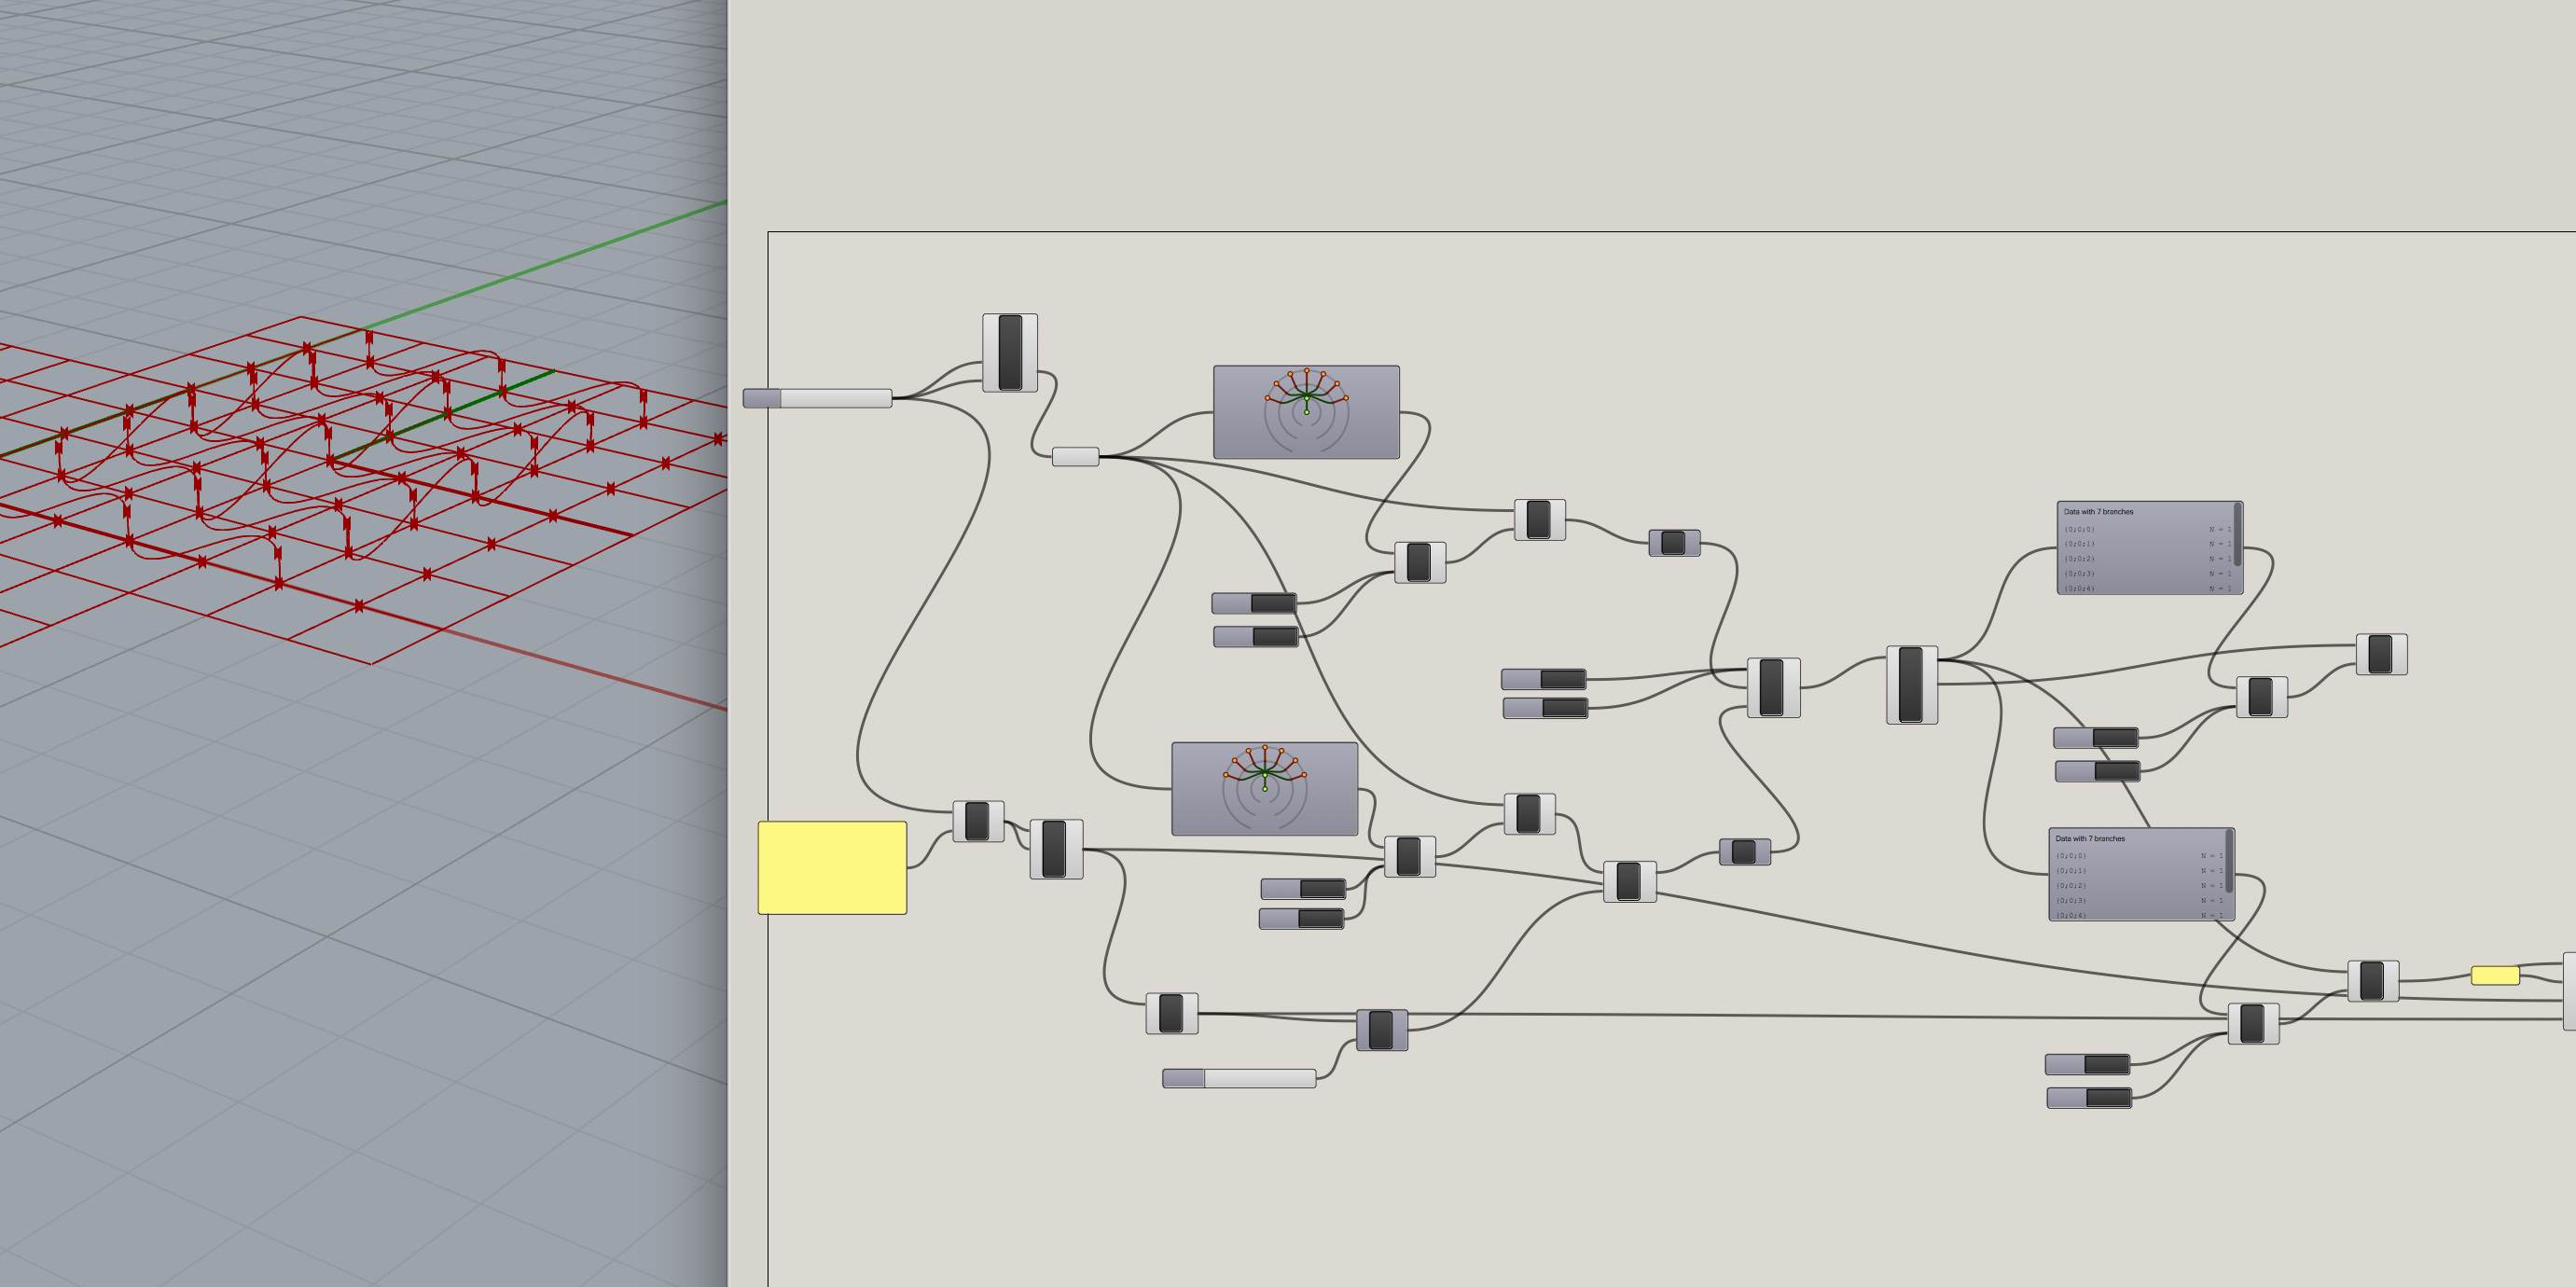 Data with 7 branches
{0;0;0} N = 1
{0;0;1} N = 1
{0;0;2} N = 1
{0;0;3} N = 1
{0;0;4} N = 1
Data with 7 branches
{0;0;0} N = 1
{0;0;1} N = 1
{0;0;2} N = 1
{0;0;3} N = 1
{0;0;4} N = 1